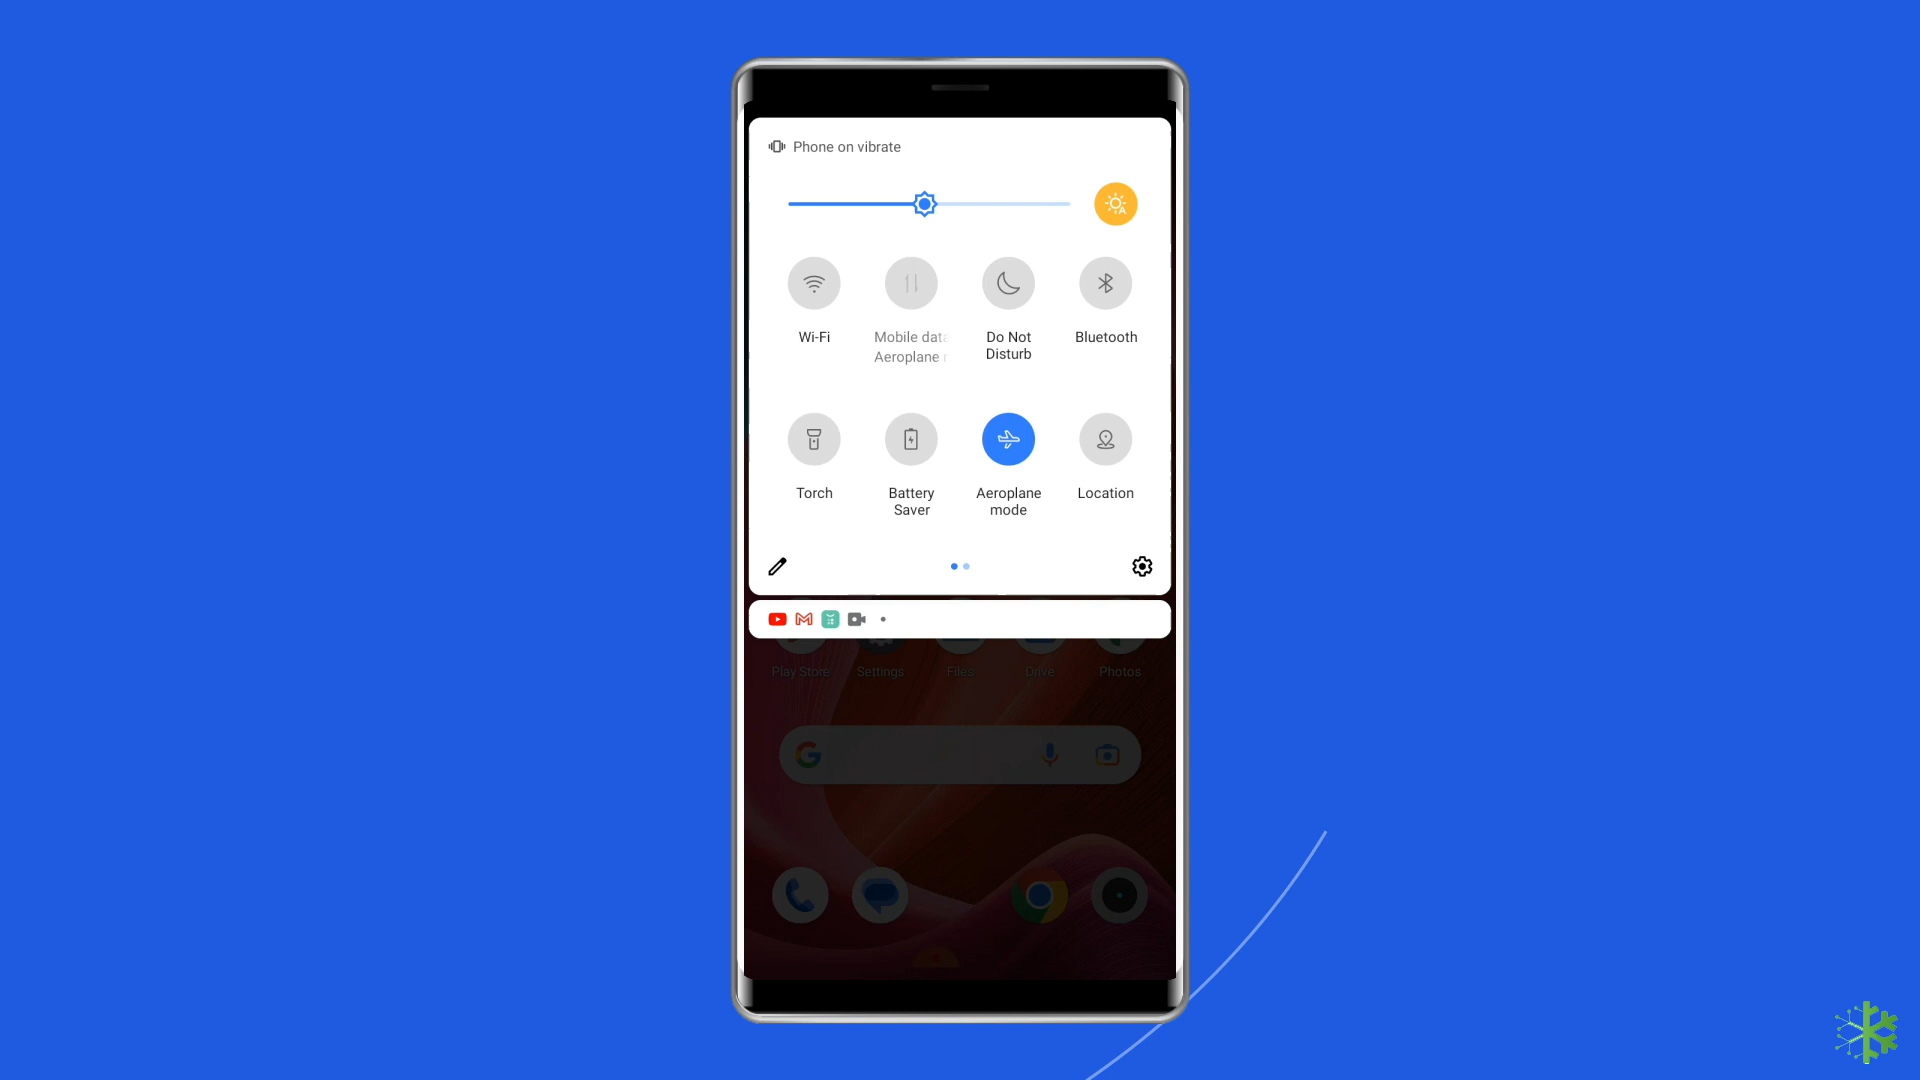 Phone on vibrate
Wi-Fi
Mobile data
Aeroplane
Do Not
Disturb
Bluetooth
Torch
Battery
Saver
Aeroplane
mode
Location
Play Store
Settings
Files
Drive
Photos